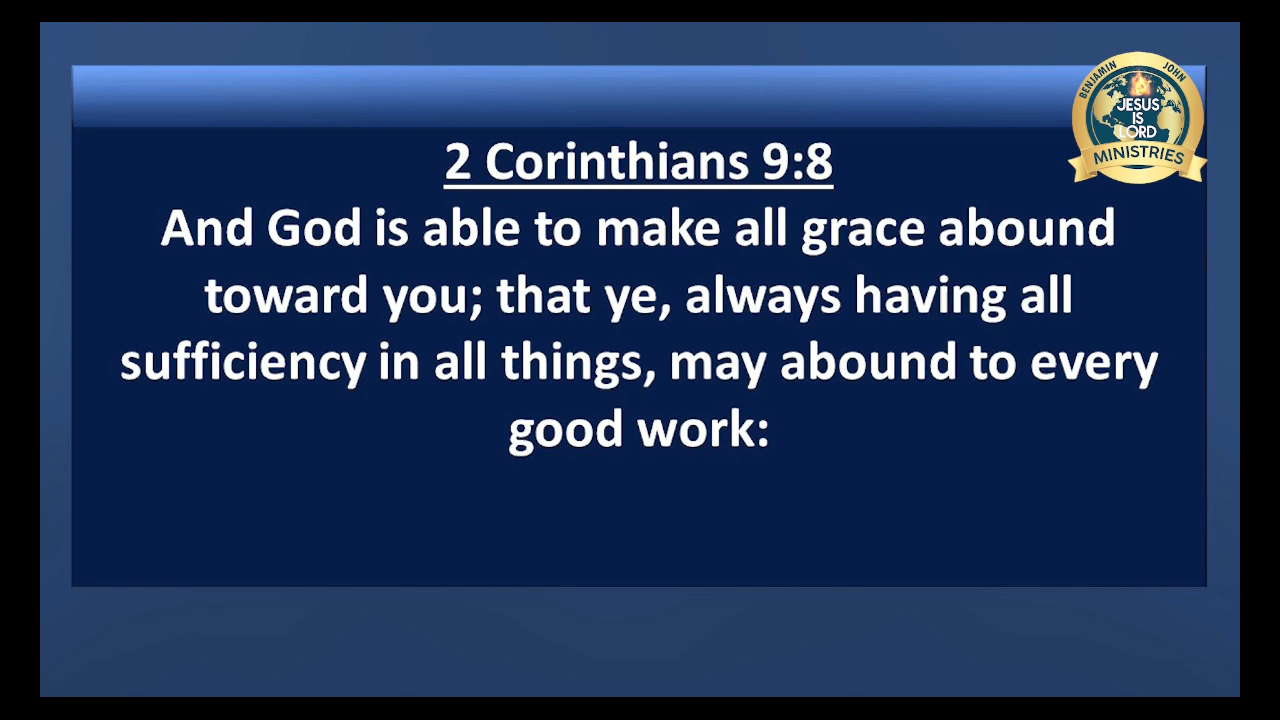 BENJAMIN JOHN
JESUS
IS
LORD
MINISTRIES
2 Corinthians 9:8
And God is able to make all grace abound
toward you; that ye, always having all
sufficiency in all things, may abound to every
good work: